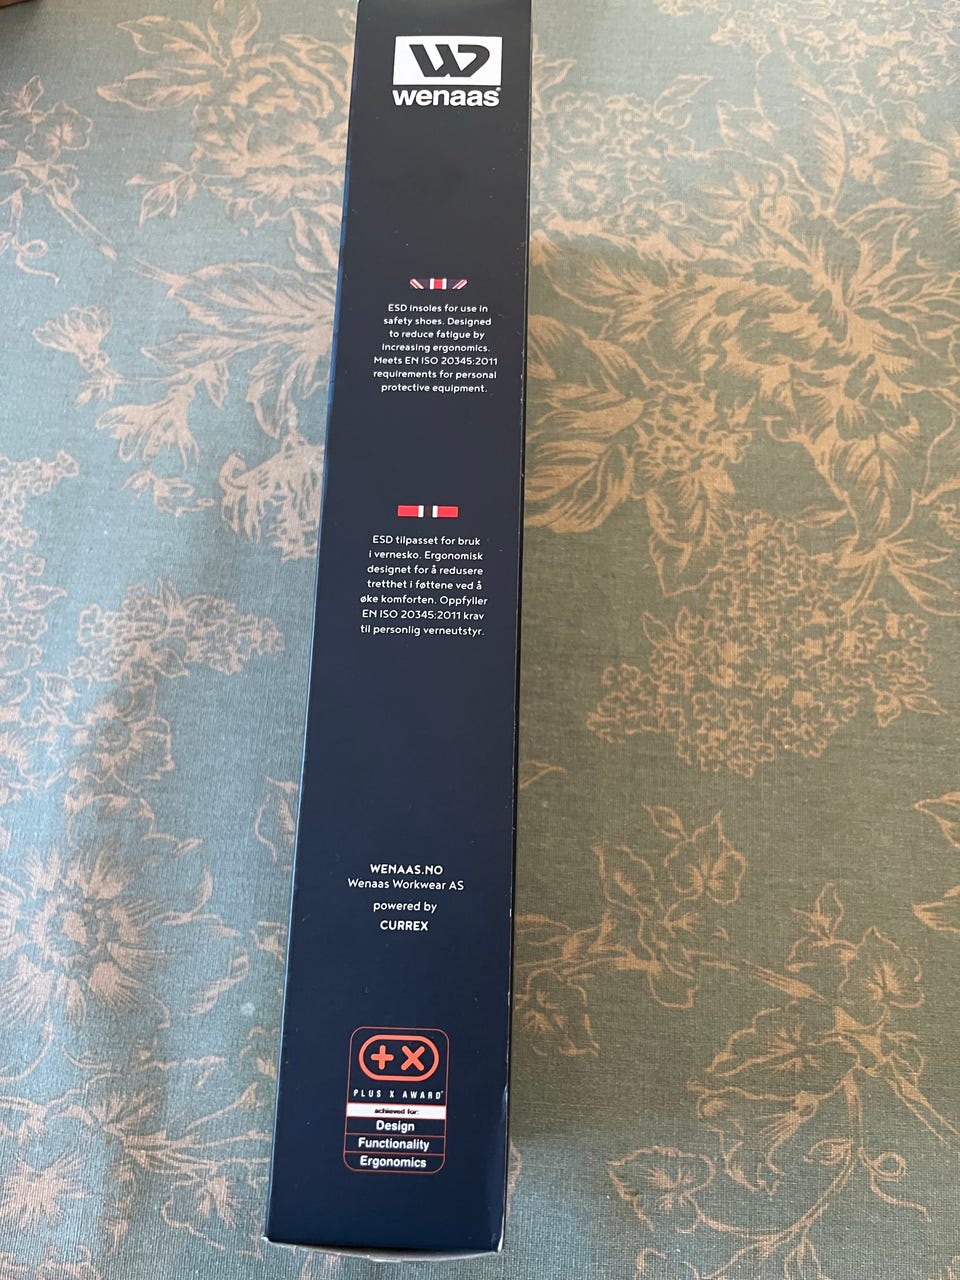 wenaas
ESD insoles for use in
safety shoes. Designed
to reduce fatigue by
increasing ergonomics.
Meets EN ISO 20345:2011
requirements for personal
protective equipment.
ESD tilpasset for bruk
i vernesko. Ergonomisk
designet for å redusere
tretthet i føttene ved å
øke komforten. Oppfyller
EN ISO 20345:2011 krav
til personlig verneutstyr.
WENAAS.NO
Wenaas Workwear AS
powered by
CURREX
+X
PLUS X AWARD
achieved for:
Design
Functionality
Ergonomics